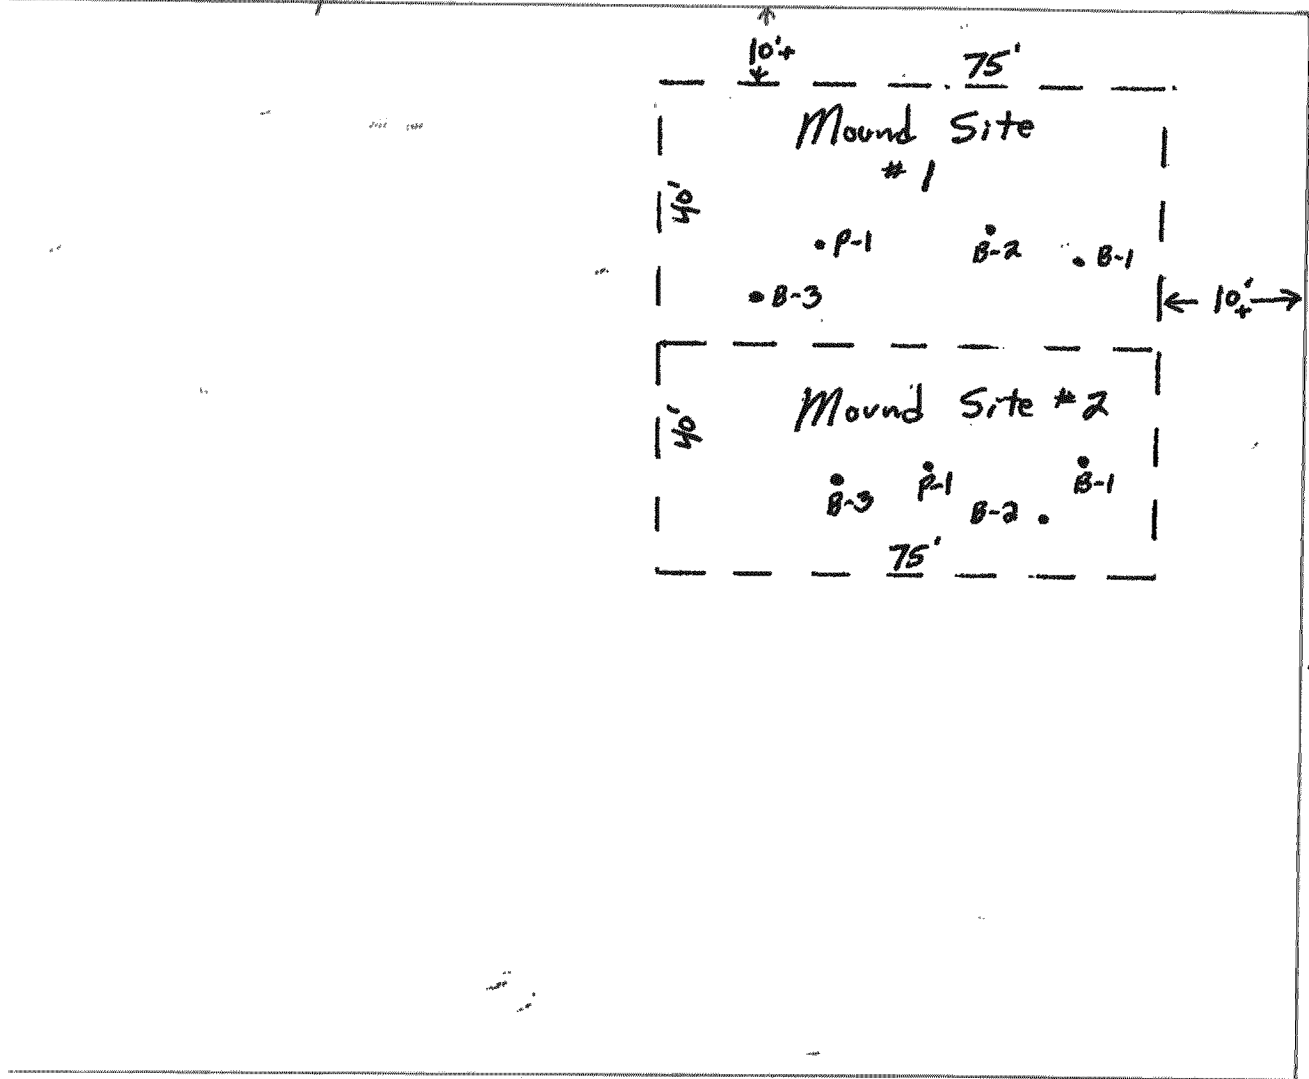 10'+
75'
Mound Site
# 1
40'
P-1
B-2
B-1
B-3
10'+
Mound Site # 2
40'
B-3
P-1
B-2
B-1
75'